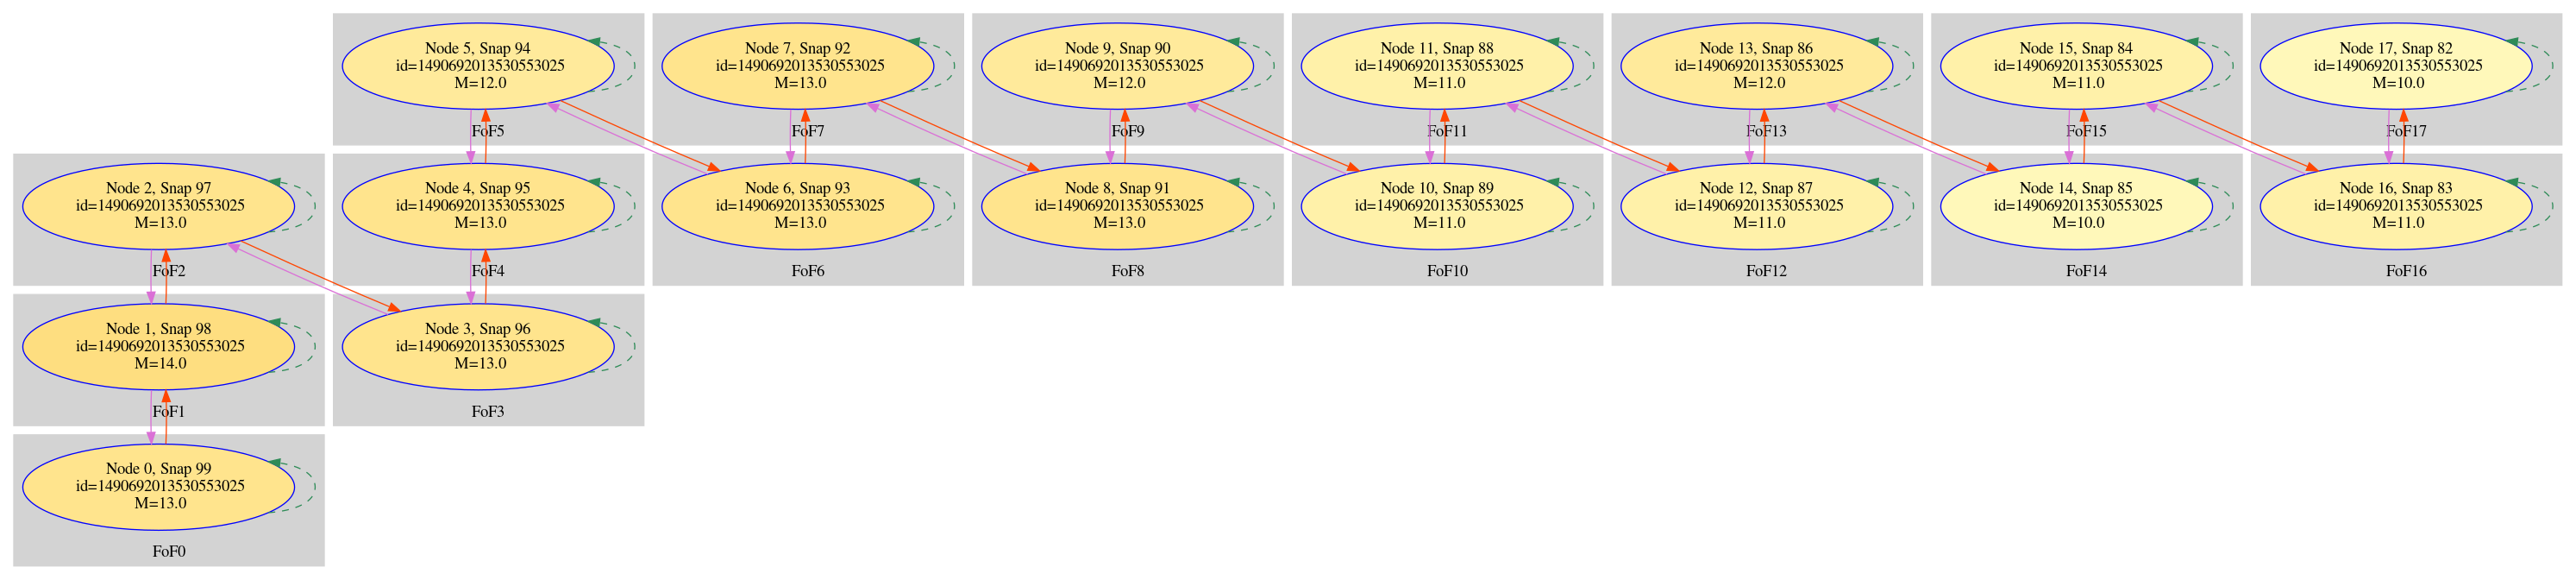 Node 5, Snap 94
id=1490692013530553025
M=12.0
FoF5
Node 7, Snap 92
id=1490692013530553025
M=13.0
FoF7
Node 9, Snap 90
id=1490692013530553025
M=12.0
FoF9
Node 11, Snap 88
id=1490692013530553025
M=11.0
FoF11
Node 13, Snap 86
id=1490692013530553025
M=12.0
FoF13
Node 15, Snap 84
id=1490692013530553025
M=11.0
FoF15
Node 17, Snap 82
id=1490692013530553025
M=10.0
FoF17
Node 2, Snap 97
id=1490692013530553025
M=13.0
FoF2
Node 4, Snap 95
id=1490692013530553025
M=13.0
FoF4
Node 6, Snap 93
id=1490692013530553025
M=13.0
FoF6
Node 8, Snap 91
id=1490692013530553025
M=13.0
FoF8
Node 10, Snap 89
id=1490692013530553025
M=11.0
FoF10
Node 12, Snap 87
id=1490692013530553025
M=11.0
FoF12
Node 14, Snap 85
id=1490692013530553025
M=10.0
FoF14
Node 16, Snap 83
id=1490692013530553025
M=11.0
FoF16
Node 1, Snap 98
id=1490692013530553025
M=14.0
FoF1
Node 3, Snap 96
id=1490692013530553025
M=13.0
FoF3
Node 0, Snap 99
id=1490692013530553025
M=13.0
FoF0